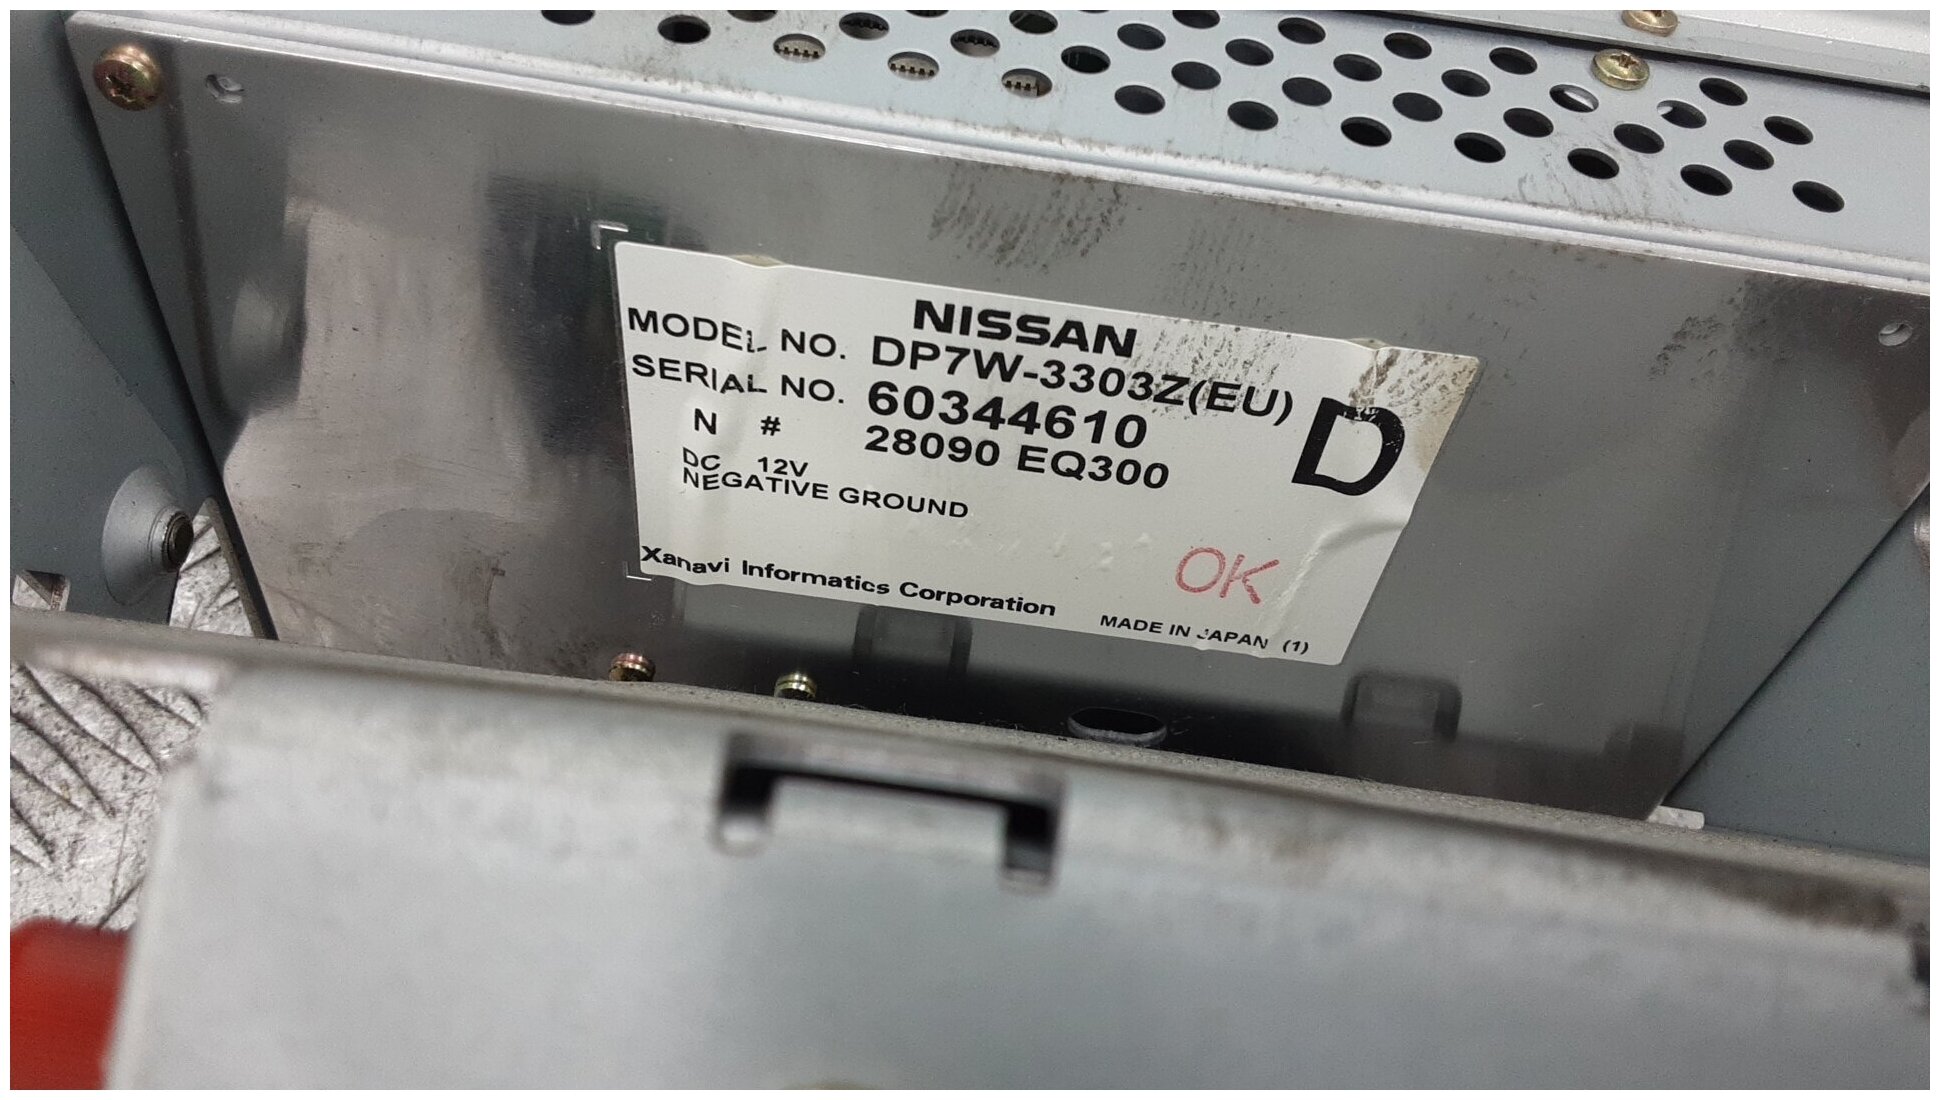 NISSAN
MODEL NO. DP7W-3303Z(EU)
SERIAL NO. 60344610
N # 28090 EQ300
D
DC 12V
NEGATIVE GROUND
OK
Xanavi Informatics Corporation
MADE IN JAPAN (1)